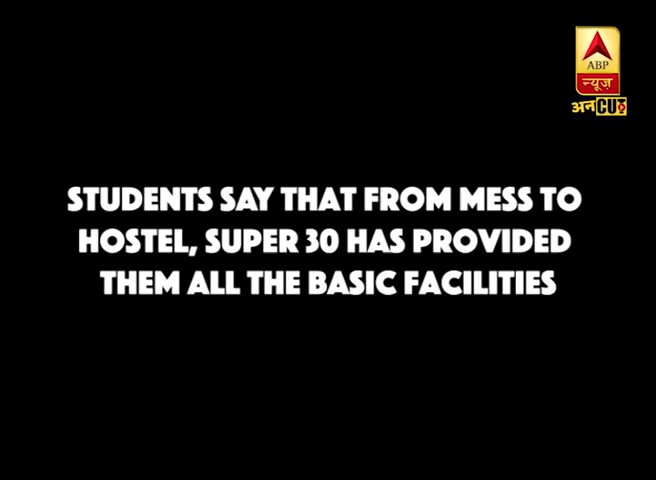 ABP
न्यूज़
अनCUT
STUDENTS SAY THAT FROM MESS TO
HOSTEL, SUPER 30 HAS PROVIDED
THEM ALL THE BASIC FACILITIES